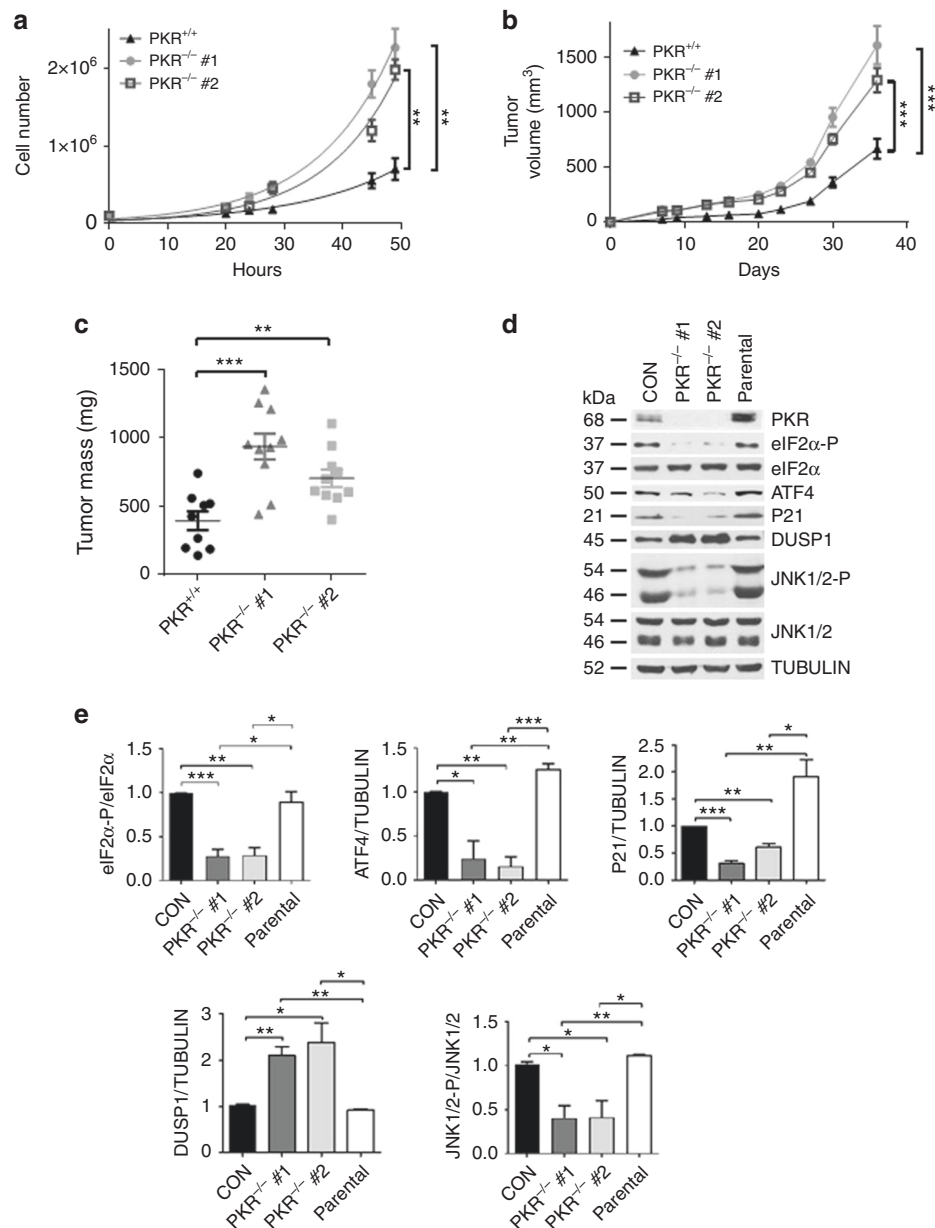 a
PKR+/+
PKR−/− #1
PKR−/− #2
Cell number
2×10⁶
1×10⁶
0
0 10 20 30 40 50
Hours
**
**
b
PKR+/+
PKR−/− #1
PKR−/− #2
Tumor
volume (mm³)
1500
1000
500
0
0 10 20 30 40
Days
***
***
c
**
***
Tumor mass (mg)
1500
1000
500
0
PKR+/+
PKR−/− #1
PKR−/− #2
d
CON
PKR−/− #1
PKR−/− #2
Parental
kDa
68 PKR
37 eIF2α-P
37 eIF2α
50 ATF4
21 P21
45 DUSP1
54
JNK1/2-P
46
54
JNK1/2
46
52 TUBULIN
e
*
*
**
***
eIF2α-P/eIF2α
1.5
1.0
0.5
0.0
CON
PKR−/− #1
PKR−/− #2
Parental
***
**
**
*
ATF4/TUBULIN
1.5
1.0
0.5
0.0
CON
PKR−/− #1
PKR−/− #2
Parental
*
**
**
***
P21/TUBULIN
2.5
2.0
1.5
1.0
0.5
0.0
CON
PKR−/− #1
PKR−/− #2
Parental
*
**
*
**
DUSP1/TUBULIN
3
2
1
0
CON
PKR−/− #1
PKR−/− #2
Parental
*
**
*
*
JNK1/2-P/JNK1/2
1.5
1.0
0.5
0.0
CON
PKR−/− #1
PKR−/− #2
Parental